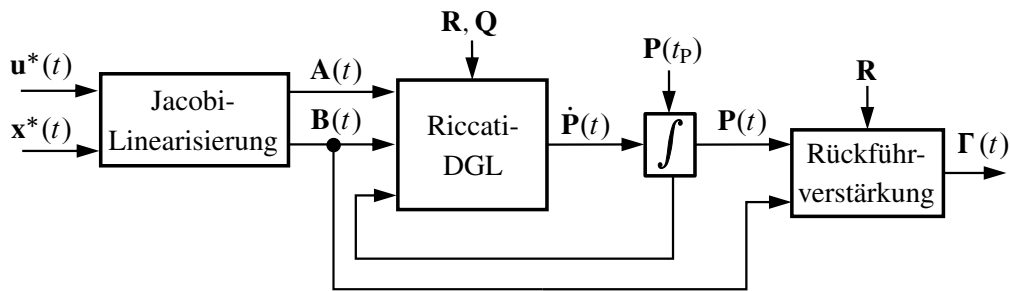 R, Q
P(t_P)
u*(t)
A(t)
R
x*(t)
Jacobi-
Linearisierung
B(t)
Riccati-
DGL
Ṗ(t)
∫
P(t)
Rückführ-
verstärkung
Γ(t)